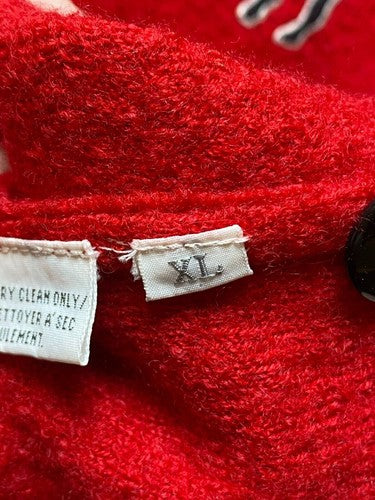 XL
RY CLEAN ONLY/
ETTOYER A' SEC
ULEMENT.